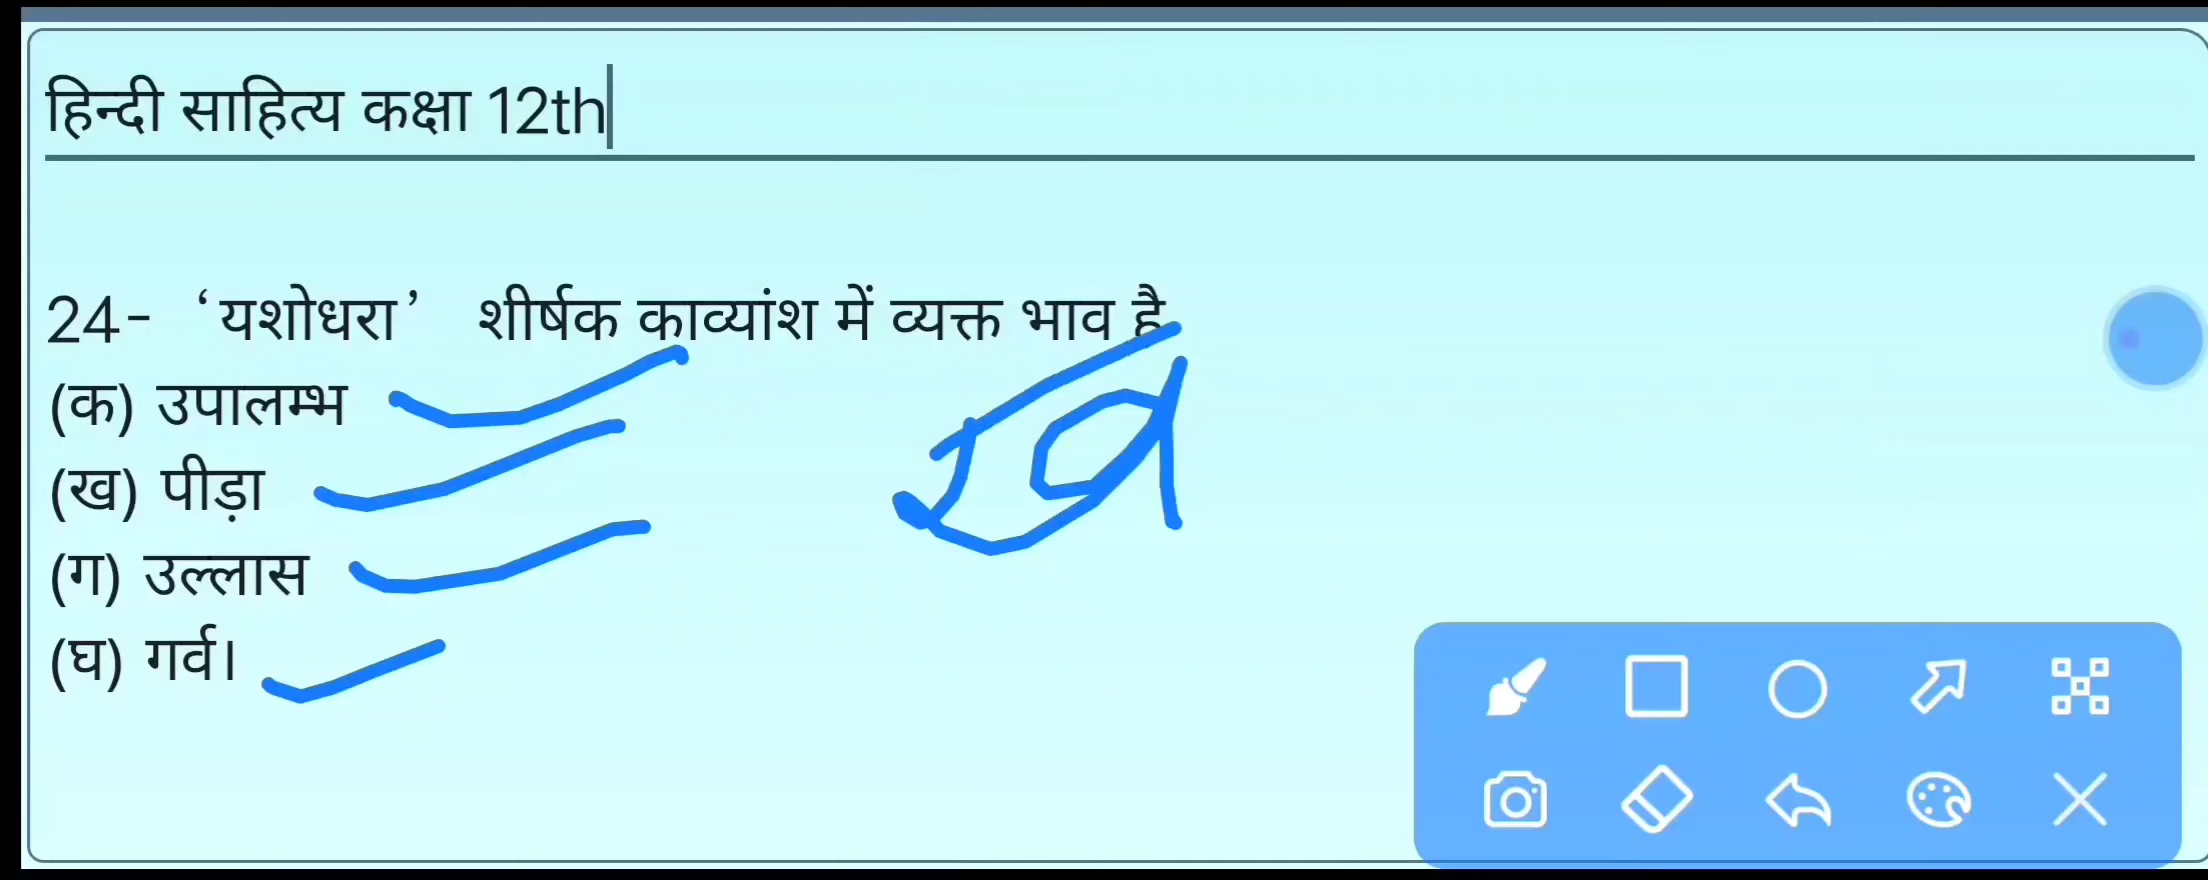 हिन्दी साहित्य कक्षा 12th
24- ‘यशोधरा’ शीर्षक काव्यांश में व्यक्त भाव है
(क) उपालम्भ
(ख) पीड़ा
(ग) उल्लास
(घ) गर्व।